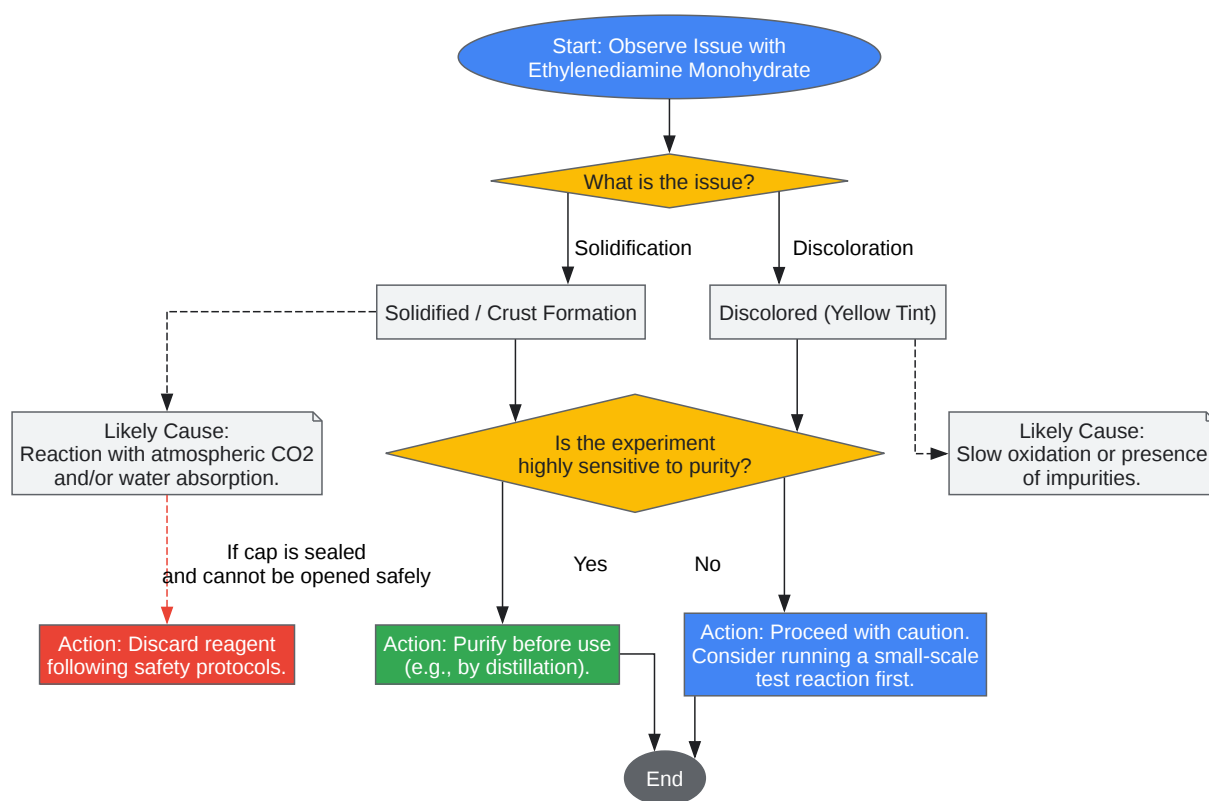 Start: Observe Issue with
Ethylenediamine Monohydrate
What is the issue?
Solidification
Discoloration
Solidified / Crust Formation
Discolored (Yellow Tint)
Likely Cause:
Reaction with atmospheric CO2
and/or water absorption.
Is the experiment
highly sensitive to purity?
Likely Cause:
Slow oxidation or presence
of impurities.
If cap is sealed
and cannot be opened safely
Yes
No
Action: Discard reagent
following safety protocols.
Action: Purify before use
(e.g., by distillation).
Action: Proceed with caution.
Consider running a small-scale
test reaction first.
End